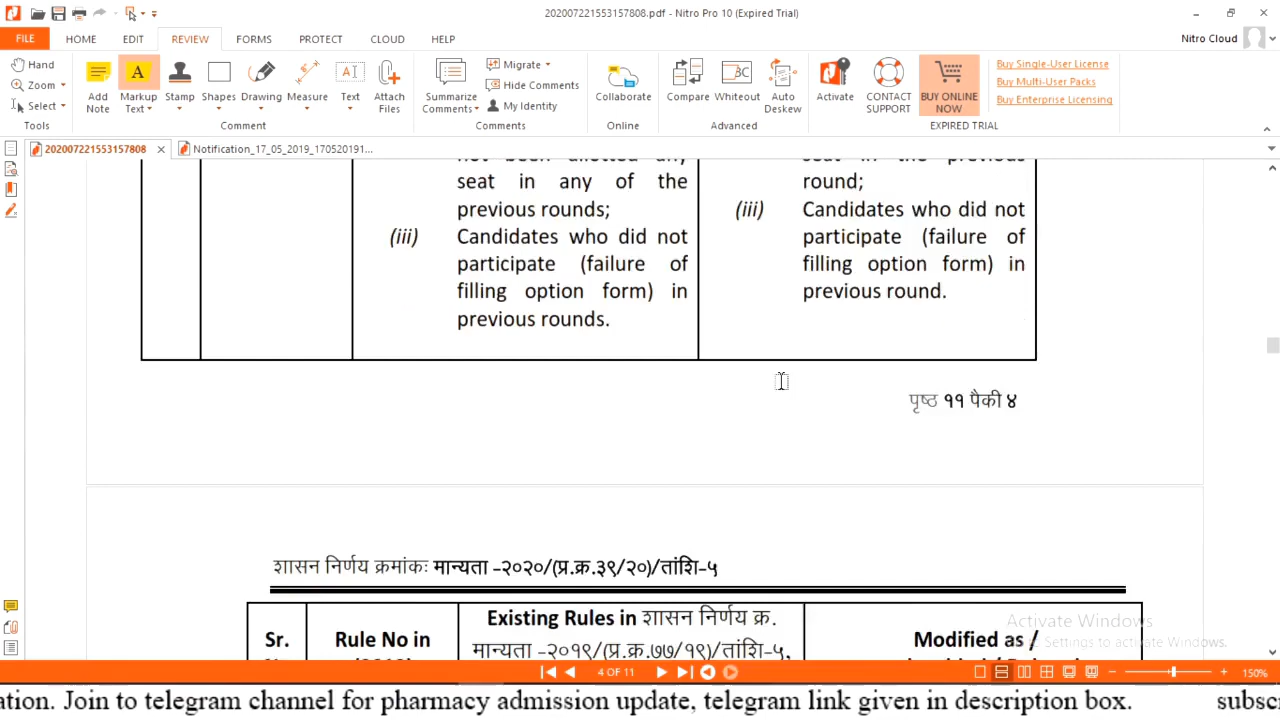 202007221553157808.pdf - Nitro Pro 10 (Expired Trial)
FILE HOME EDIT REVIEW FORMS PROTECT CLOUD HELP Nitro Cloud
Hand
Zoom
Select
Tools
Add Note
Markup Text
Stamp
Shapes
Drawing
Measure
Text
Attach Files
Comment
Summarize Comments
Migrate
Hide Comments
My Identity
Comments
Collaborate
Online
Compare
Whiteout
Auto Deskew
Advanced
Activate
CONTACT SUPPORT
BUY ONLINE NOW
Buy Single-User License
Buy Multi-User Packs
Buy Enterprise Licensing
EXPIRED TRIAL
202007221553157808 Notification_17_05_2019_170520191...
not been allotted any
seat in any of the
previous rounds;
(iii) Candidates who did not
participate (failure of
filling option form) in
previous rounds.
seat in the previous
round;
(iii) Candidates who did not
participate (failure of
filling option form) in
previous round.
पृष्ठ ११ पैकी ४
शासन निर्णय क्रमांकः मान्यता -२०२०/(प्र.क्र.३९/२०)/तांशि-५
Sr.
Rule No in
Existing Rules in शासन निर्णय क्र.
मान्यता -२०१९/(प्र.क्र.७७/१९)/तांशि-५,
Modified as /
Activate Windows
Settings to activate Windows.
4 OF 11
150%
ation. Join to telegram channel for pharmacy admission update, telegram link given in description box. subsc